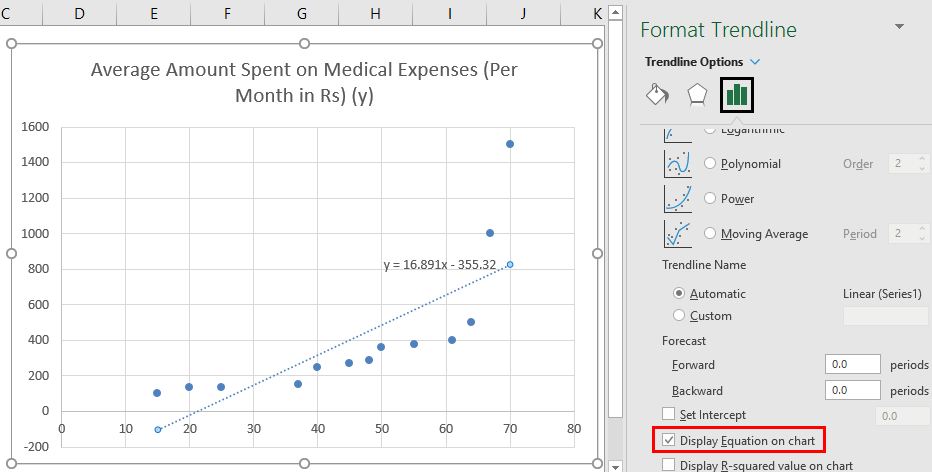 C D E F G H I J K
Average Amount Spent on Medical Expenses (Per
Month in Rs) (y)
1600
1400
1200
1000
800
600
400
200
0
-200
0 10 20 30 40 50 60 70 80
y = 16.891x - 355.32
Format Trendline
Trendline Options
Logarithmic
Polynomial Order 2
Power
Moving Average Period 2
Trendline Name
Automatic Linear (Series1)
Custom
Forecast
Forward 0.0 periods
Backward 0.0 periods
Set Intercept 0.0
Display Equation on chart
Display R-squared value on chart